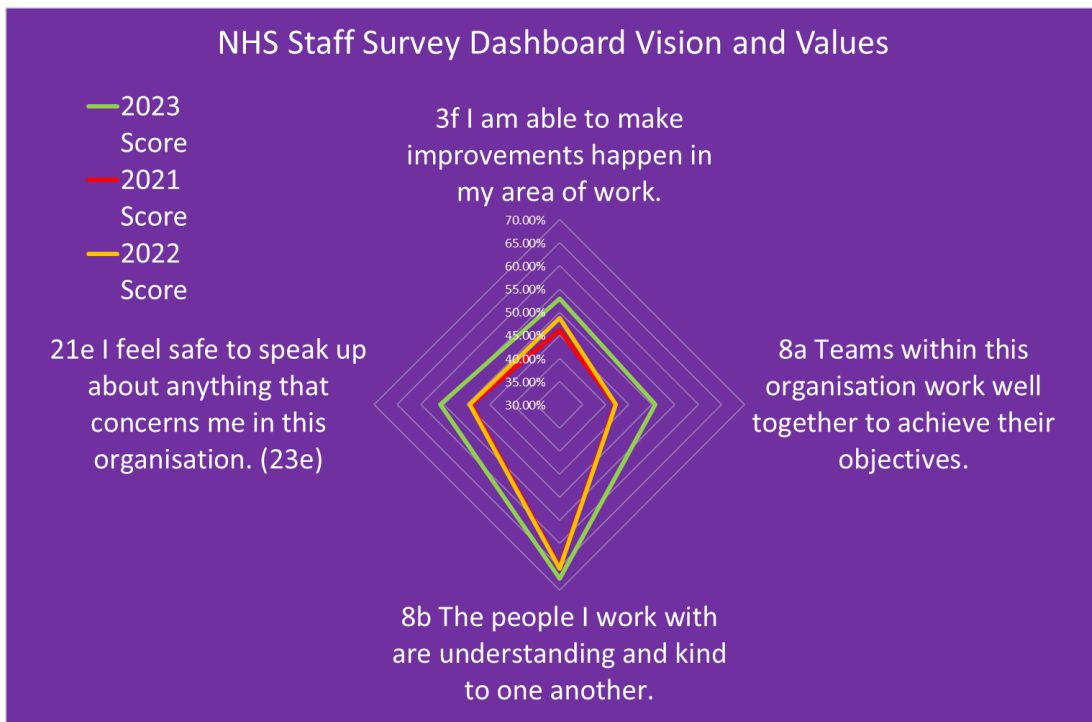 NHS Staff Survey Dashboard Vision and Values
2023
Score
2021
Score
2022
Score
3f I am able to make
improvements happen in
my area of work.
70.00%
65.00%
60.00%
55.00%
50.00%
45.00%
40.00%
35.00%
30.00%
21e I feel safe to speak up
about anything that
concerns me in this
organisation. (23e)
8a Teams within this
organisation work well
together to achieve their
objectives.
8b The people I work with
are understanding and kind
to one another.